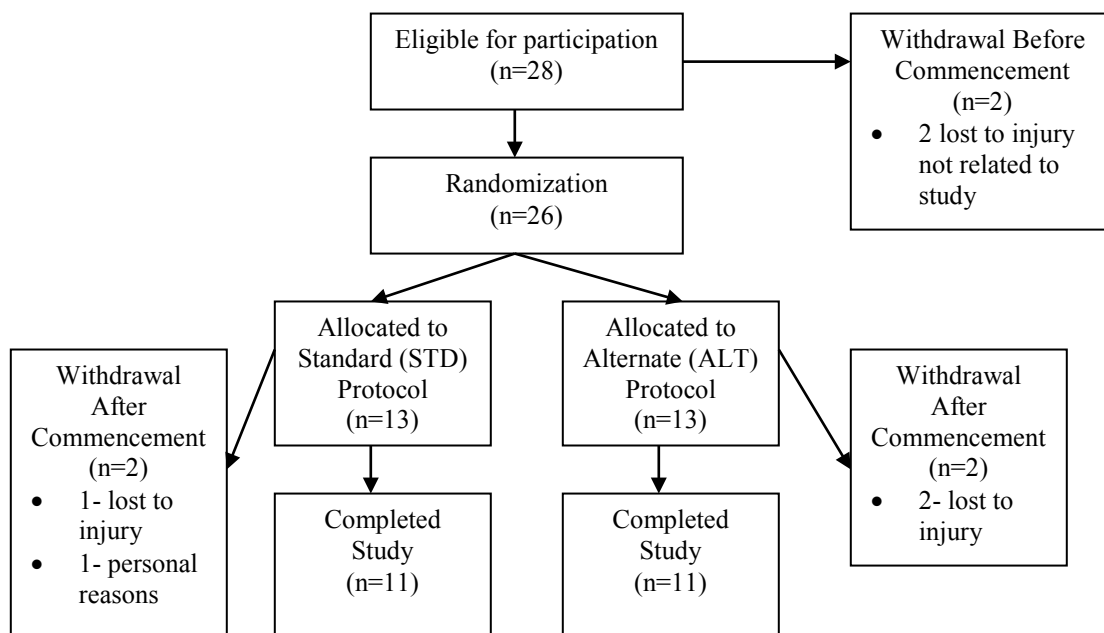 Eligible for participation
(n=28)
Withdrawal Before
Commencement
(n=2)
• 2 lost to injury
not related to
study
Randomization
(n=26)
Allocated to
Standard (STD)
Protocol
(n=13)
Allocated to
Alternate (ALT)
Protocol
(n=13)
Withdrawal
After
Commencement
(n=2)
• 1- lost to
injury
• 1- personal
reasons
Withdrawal
After
Commencement
(n=2)
• 2- lost to
injury
Completed
Study
(n=11)
Completed
Study
(n=11)